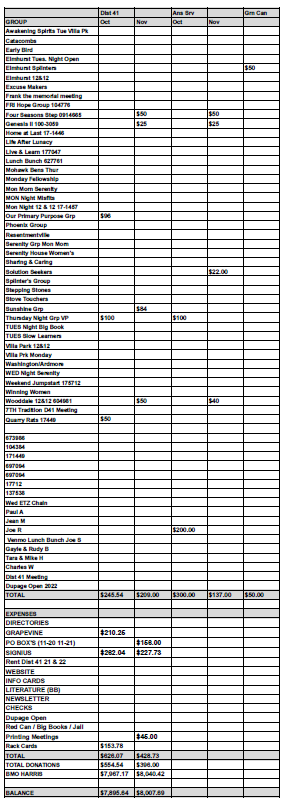 Dist 41 Ans Srv Grn Can
GROUP Oct Nov Oct Nov
Awakening Spirits Tue Villa Pk
Catacombs
Early Bird
Elmhurst Tues. Night Open
Elmhurst Splinters $50
Elmhurst 12&12
Excuse Makers
Frank the memorial meeting
FRI Hope Group 104776
Four Seasons Step 0914665 $50 $50
Genesis II 100-3059 $25 $25
Home at Last 17-1446
Life After Lunacy
Live & Learn 177047
Lunch Bunch 627761
Mohawk Bens Thur
Monday Fellowship
Mon Morn Serenity
MON Night Misfits
Mon Night 12 & 12 17-1457
Our Primary Purpose Grp $96
Phoenix Group
Resentmentville
Serenity Grp Mon Morn
Serenity House Women's
Sharing & Caring
Solution Seekers $22.00
Splinter's Group
Stepping Stones
Stove Touchers
Sunshine Grp $84
Thursday Night Grp VP $100 $100
TUES Night Big Book
TUES Slow Learners
Villa Park 12&12
Villa Prk Monday
Washington/Ardmore
WED Night Serenity
Weekend Jumpstart 175712
Winning Women
Wooddale 12&12 604981 $50 $40
7TH Tradition D41 Meeting
Quarry Rats 17449 $50
673986
104384
171449
697094
697094
17712
137538
Wed ETZ Chain
Paul A
Jean M
Joe R $200.00
Venmo Lunch Bunch Joe S
Gayle & Rudy B
Tara & Mike H
Charles W
Dist 41 Meeting
Dupage Open 2022
TOTAL $245.54 $209.00 $300.00 $137.00 $50.00
EXPENSES
DIRECTORIES
GRAPEVINE $210.25
PO BOX'S (11-20 11-21) $156.00
SIGNIUS $262.04 $227.73
Rent Dist 41 21 & 22
WEBSITE
INFO CARDS
LITERATURE (BB)
NEWSLETTER
CHECKS
Dupage Open
Red Can / Big Books / Jail
Printing Meetings $45.00
Rack Cards $153.78
TOTAL $626.07 $428.73
TOTAL DONATIONS $554.54 $396.00
BMO HARRIS $7,967.17 $8,040.42
BALANCE $7,895.64 $8,007.69